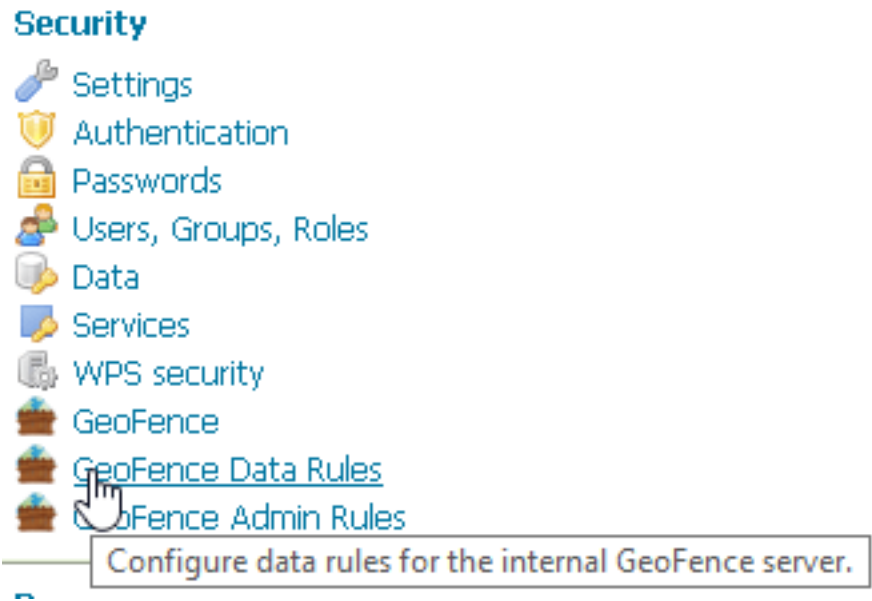 Security
Settings
Authentication
Passwords
Users, Groups, Roles
Data
Services
WPS security
GeoFence
GeoFence Data Rules
GeoFence Admin Rules
Configure data rules for the internal GeoFence server.